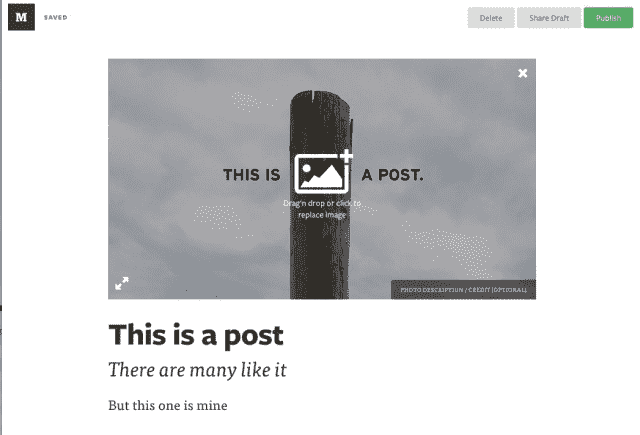 M SAVED Delete Share Draft Publish
THIS IS A POST.
Drag'n drop or click to
replace image
PHOTO DESCRIPTION / CREDIT (OPTIONAL)
This is a post
There are many like it
But this one is mine